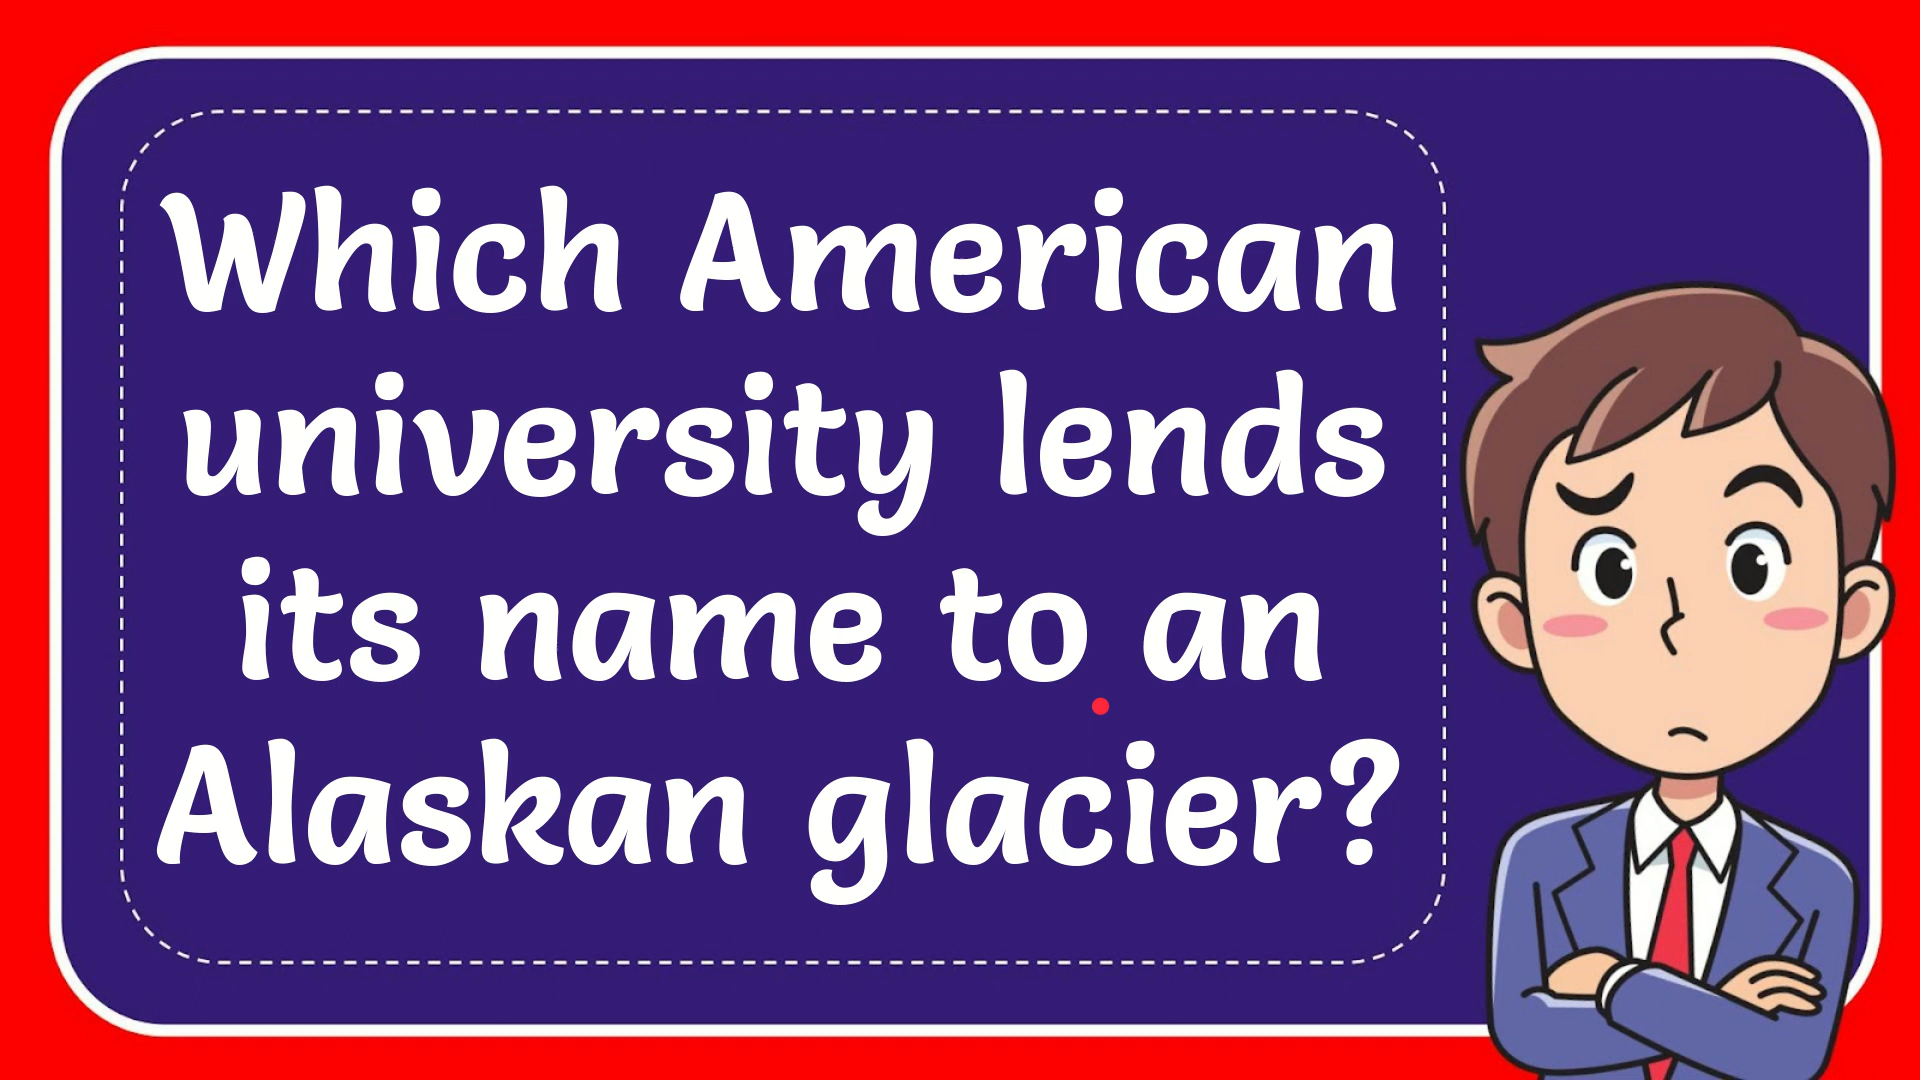 Which American
university lends
its name to an
Alaskan glacier?